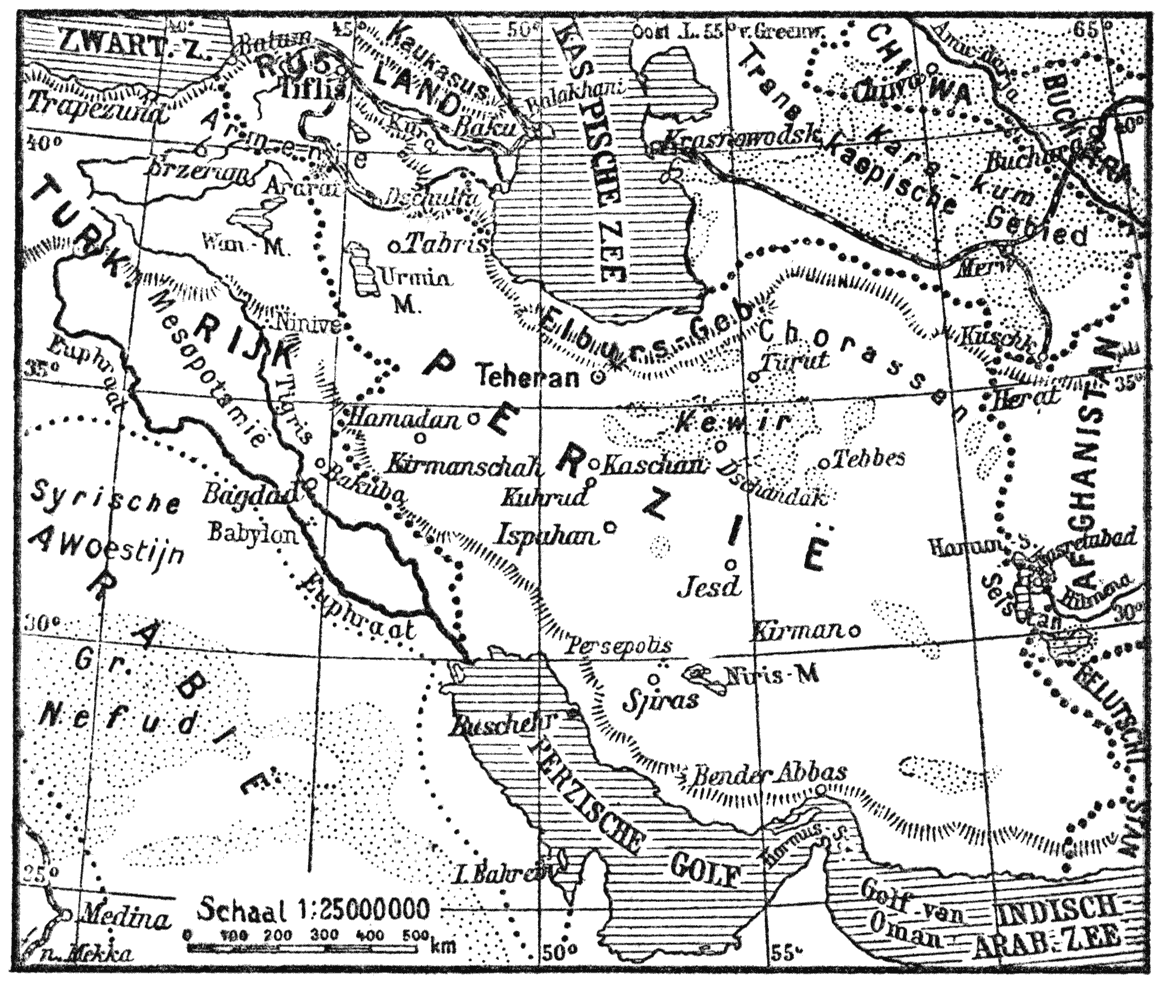 40°
45°
50°
Oost .L. 55° v. Greenw.
65°
ZWART. Z.
Batum
RUS-LAND
Kaukasus
KASPISCHE ZEE
Balakhani
Trans kaspische Gebied
CHIWA
Chiwa
Amu darja
BUCHARA
Tiflis
Trapezunt
Armenie
Kur
Baku
Krasnowodsk
Kara-kum
Buchara
40°
40°
Erzerum
Ararat
Dschulfa
TURK. RIJK
Wan-M.
Tabris
Urmia
M.
Merw
Mesopotamie
Ninive
Elburs-Geb.
Chorassan
Kuschk
Euphraat
35°
Tigris
PERZIË
Teheran
Turut
35°
Herat
AFGHANISTAN
Hamadan
Kewir
Kirmanschah
Kaschan
Tebbes
Dschandak
Kuhrud
Bakuba
Syrische
Woestijn
Bagdad
Babylon
Ispahan
ARABIË
Jesd
Hamun S.
Nasretabad
Seistan
Hilmend
Euphraat
30°
30°
Kirman
Persepolis
Gr.
Nefud
Niris-M
Sjiras
BELUTSCHISTAN
Buschehr
PERZISCHE
GOLF
Bender Abbas
Hormus S.
25°
I. Bahrein
Golf van
Oman
INDISCH-
ARAB. ZEE
Medina
n. Mekka
Schaal 1:25000000
0 100 200 300 400 500 km
50°
55°